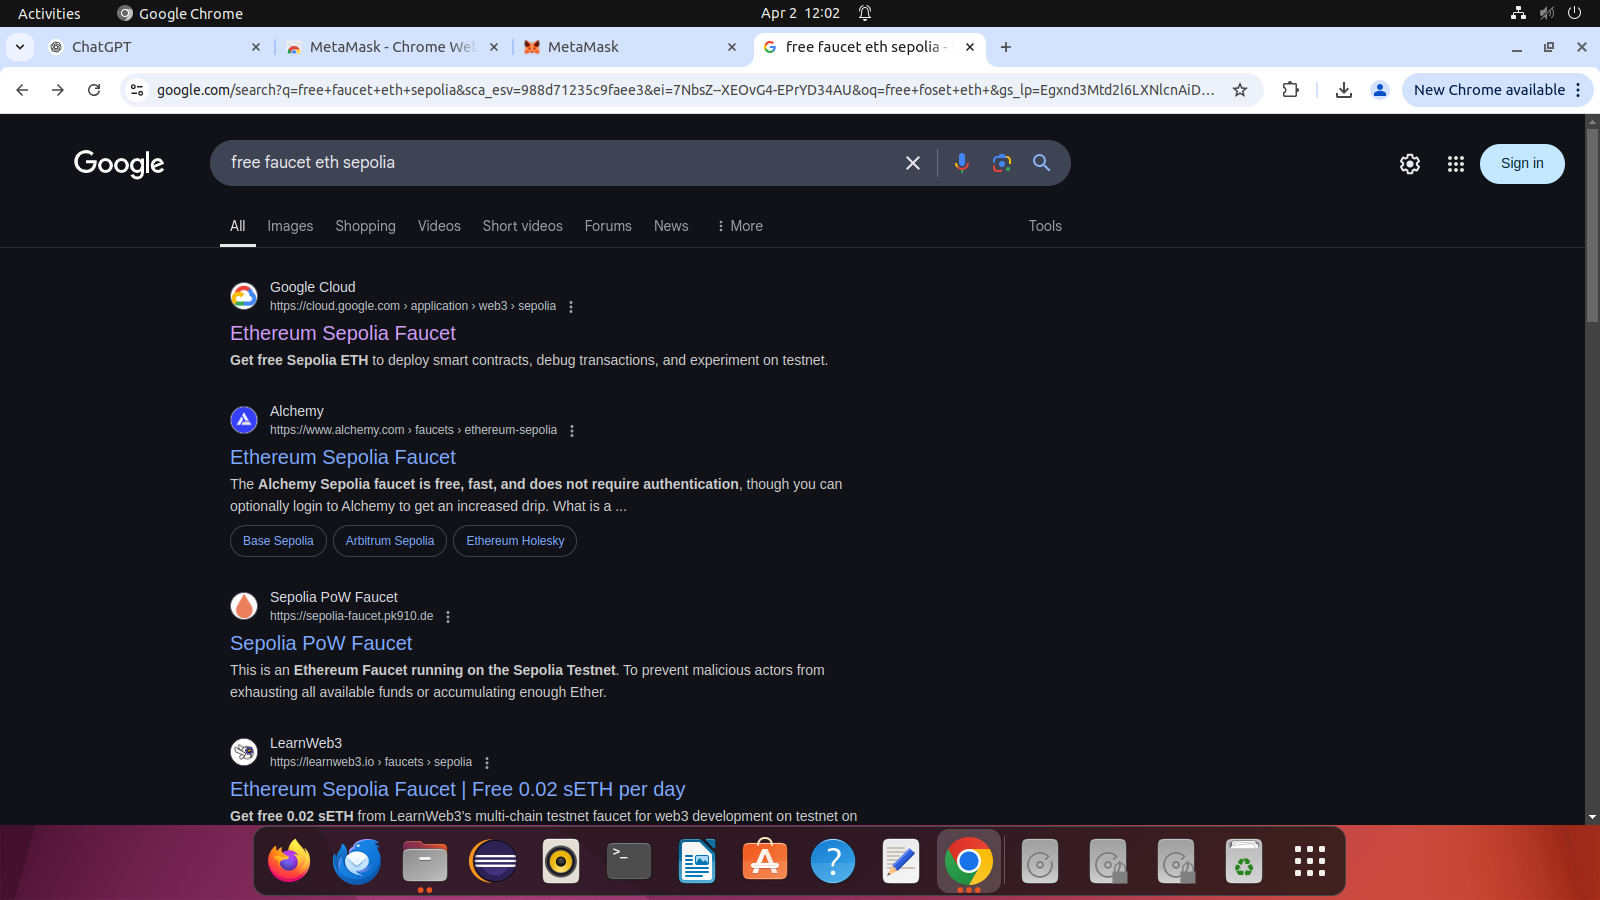 Activities
Google Chrome
Apr 2 12:02
ChatGPT
MetaMask - Chrome We
MetaMask
free faucet eth sepolia -
google.com/search?q=free+faucet+eth+sepolia&sca_esv=988d71235c9faee3&ei=7NbsZ-XEOvG4-EPrYD34AU&oq=free+foset+eth+&gs_lp=Egxnd3Mtd2l6LXNlcnAiD...
New Chrome available
Google
free faucet eth sepolia
Sign in
All
Images
Shopping
Videos
Short videos
Forums
News
More
Tools
Google Cloud
https://cloud.google.com › application › web3 › sepolia
Ethereum Sepolia Faucet
Get free Sepolia ETH to deploy smart contracts, debug transactions, and experiment on testnet.
Alchemy
https://www.alchemy.com › faucets › ethereum-sepolia
Ethereum Sepolia Faucet
The Alchemy Sepolia faucet is free, fast, and does not require authentication, though you can
optionally login to Alchemy to get an increased drip. What is a ...
Base Sepolia
Arbitrum Sepolia
Ethereum Holesky
Sepolia PoW Faucet
https://sepolia-faucet.pk910.de
Sepolia PoW Faucet
This is an Ethereum Faucet running on the Sepolia Testnet. To prevent malicious actors from
exhausting all available funds or accumulating enough Ether.
LearnWeb3
https://learnweb3.io › faucets › sepolia
Ethereum Sepolia Faucet | Free 0.02 sETH per day
Get free 0.02 sETH from LearnWeb3's multi-chain testnet faucet for web3 development on testnet on